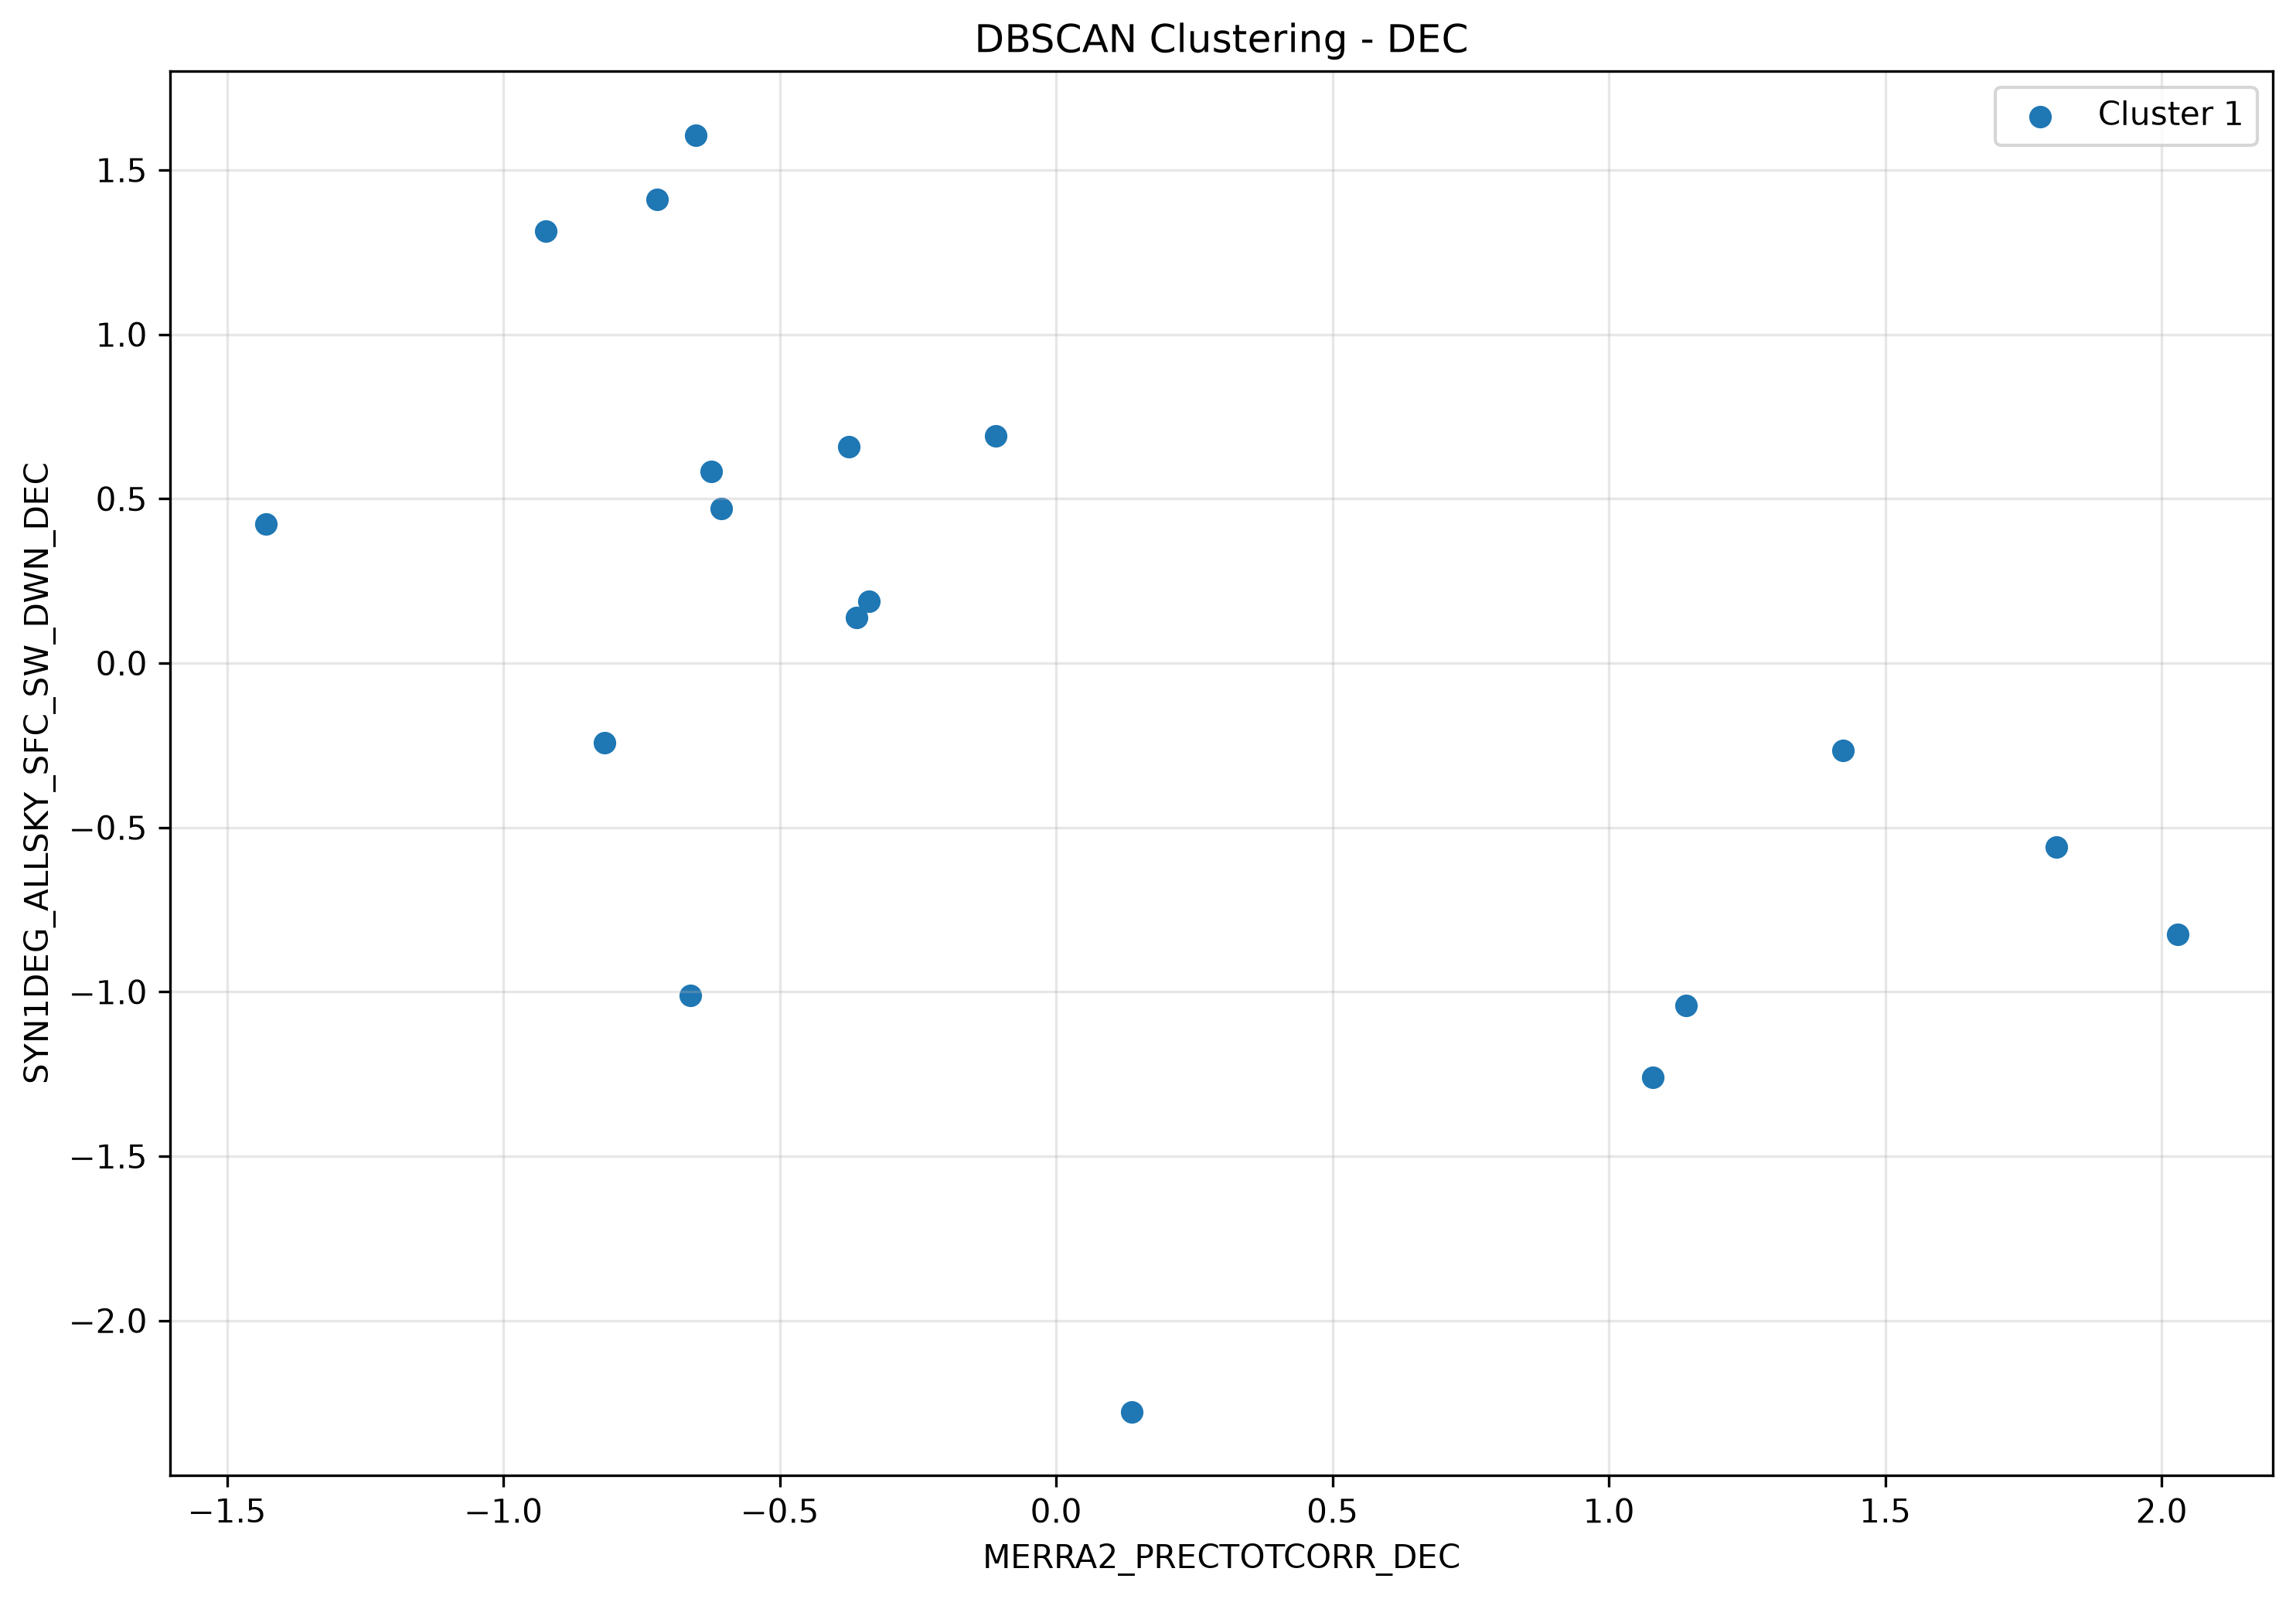 DBSCAN Clustering - DEC
Cluster 1
SYN1DEG_ALLSKY_SFC_SW_DWN_DEC
1.5
1.0
0.5
0.0
−0.5
−1.0
−1.5
−2.0
−1.5 −1.0 −0.5 0.0 0.5 1.0 1.5 2.0
MERRA2_PRECTOTCORR_DEC